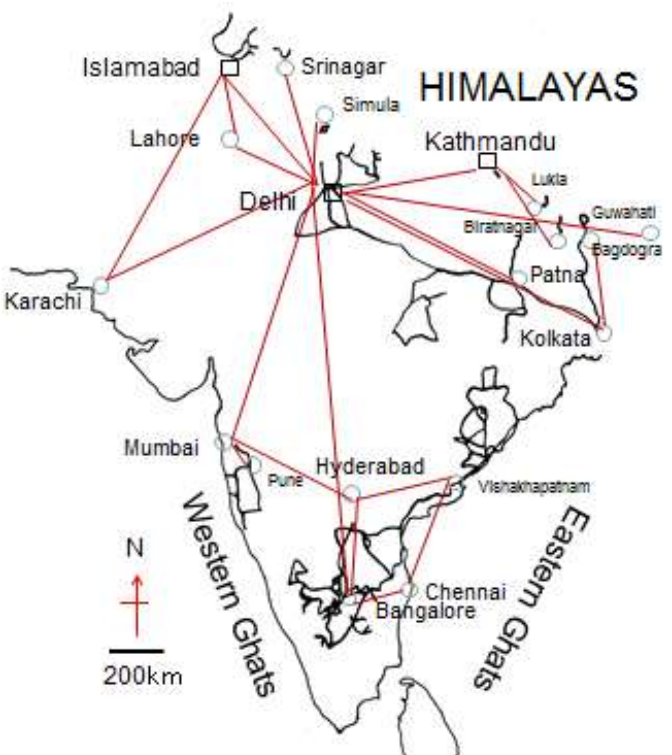 Islamabad
Srinagar
HIMALAYAS
Simula
Lahore
Kathmandu
Lukla
Delhi
Guwahati
Biratnagar
Bagdogra
Patna
Karachi
Kolkata
Mumbai
Hyderabad
Pune
Vishakhapatnam
Western Ghats
Eastern Ghats
N
Chennai
Bangalore
200km